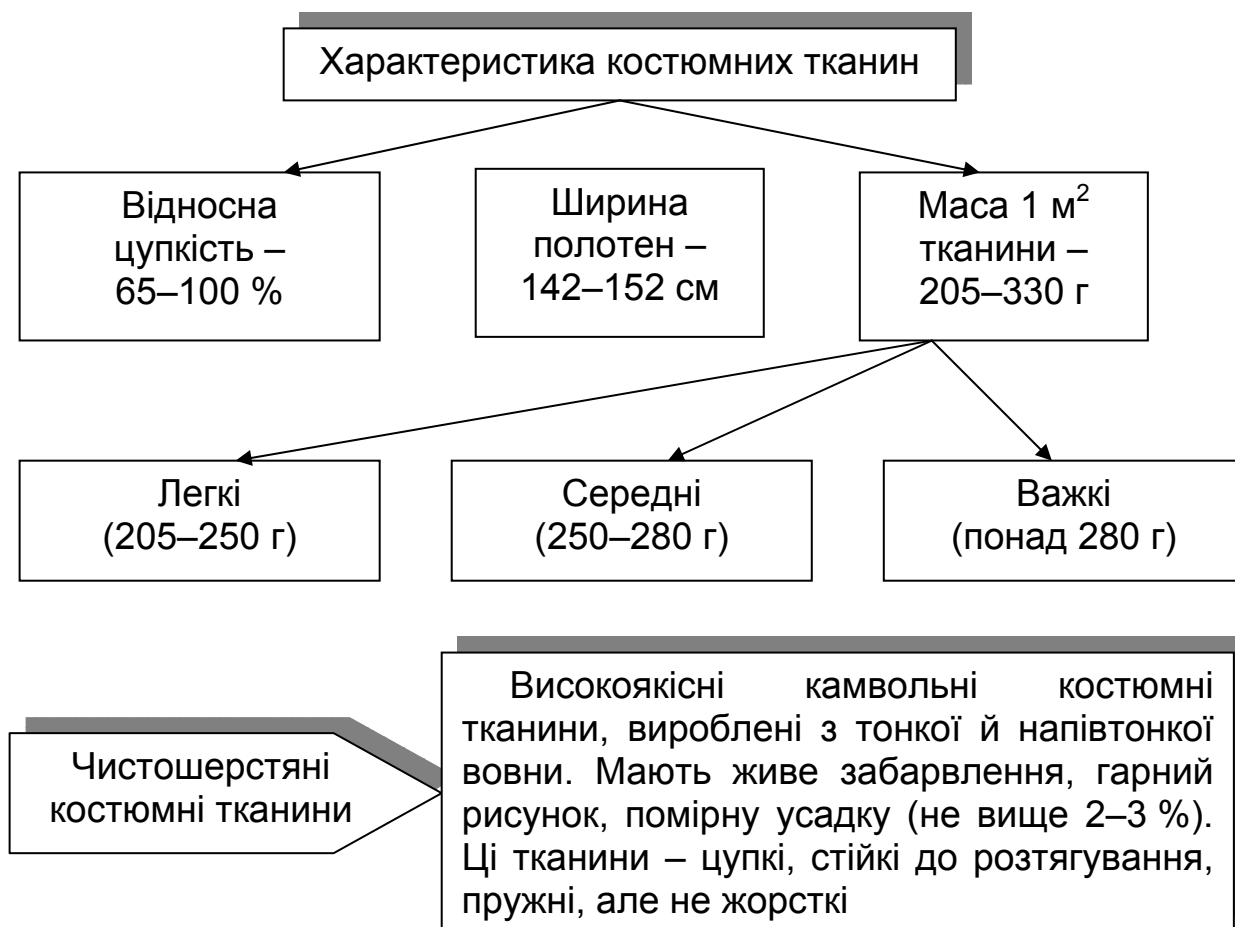 Характеристика костюмних тканин
Відносна
цупкість –
65–100 %
Ширина
полотен –
142–152 см
Маса 1 м²
тканини –
205–330 г
Легкі
(205–250 г)
Середні
(250–280 г)
Важкі
(понад 280 г)
Чистошерстяні
костюмні тканини
Високоякісні камвольні костюмні
тканини, вироблені з тонкої й напівтонкої
вовни. Мають живе забарвлення, гарний
рисунок, помірну усадку (не вище 2–3 %).
Ці тканини – цупкі, стійкі до розтягування,
пружні, але не жорсткі